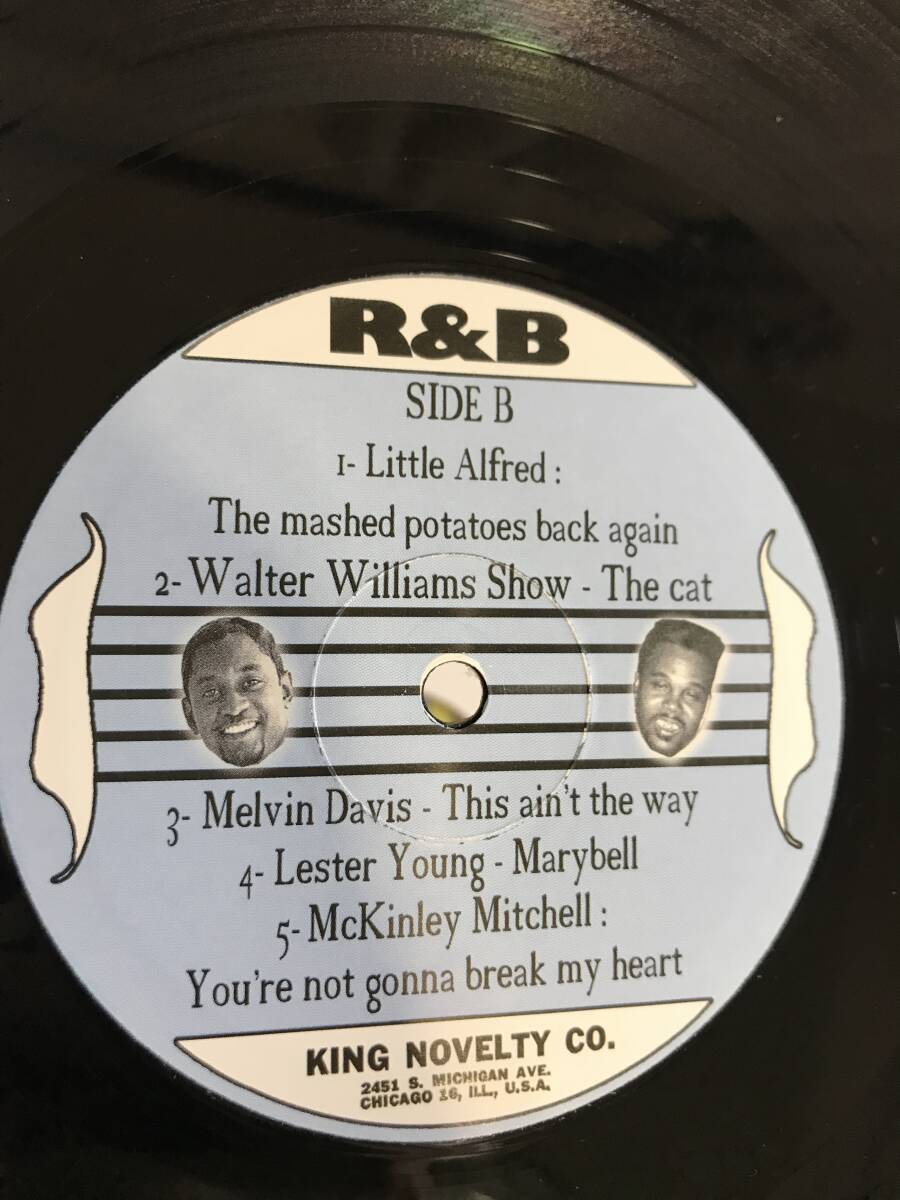 R&B
SIDE B
1- Little Alfred :
The mashed potatoes back again
2- Walter Williams Show - The cat
3- Melvin Davis - This ain't the way
4- Lester Young - Marybell
5- McKinley Mitchell :
You're not gonna break my heart
KING NOVELTY CO.
2451 S. MICHIGAN AVE.
CHICAGO 16, ILL., U.S.A.